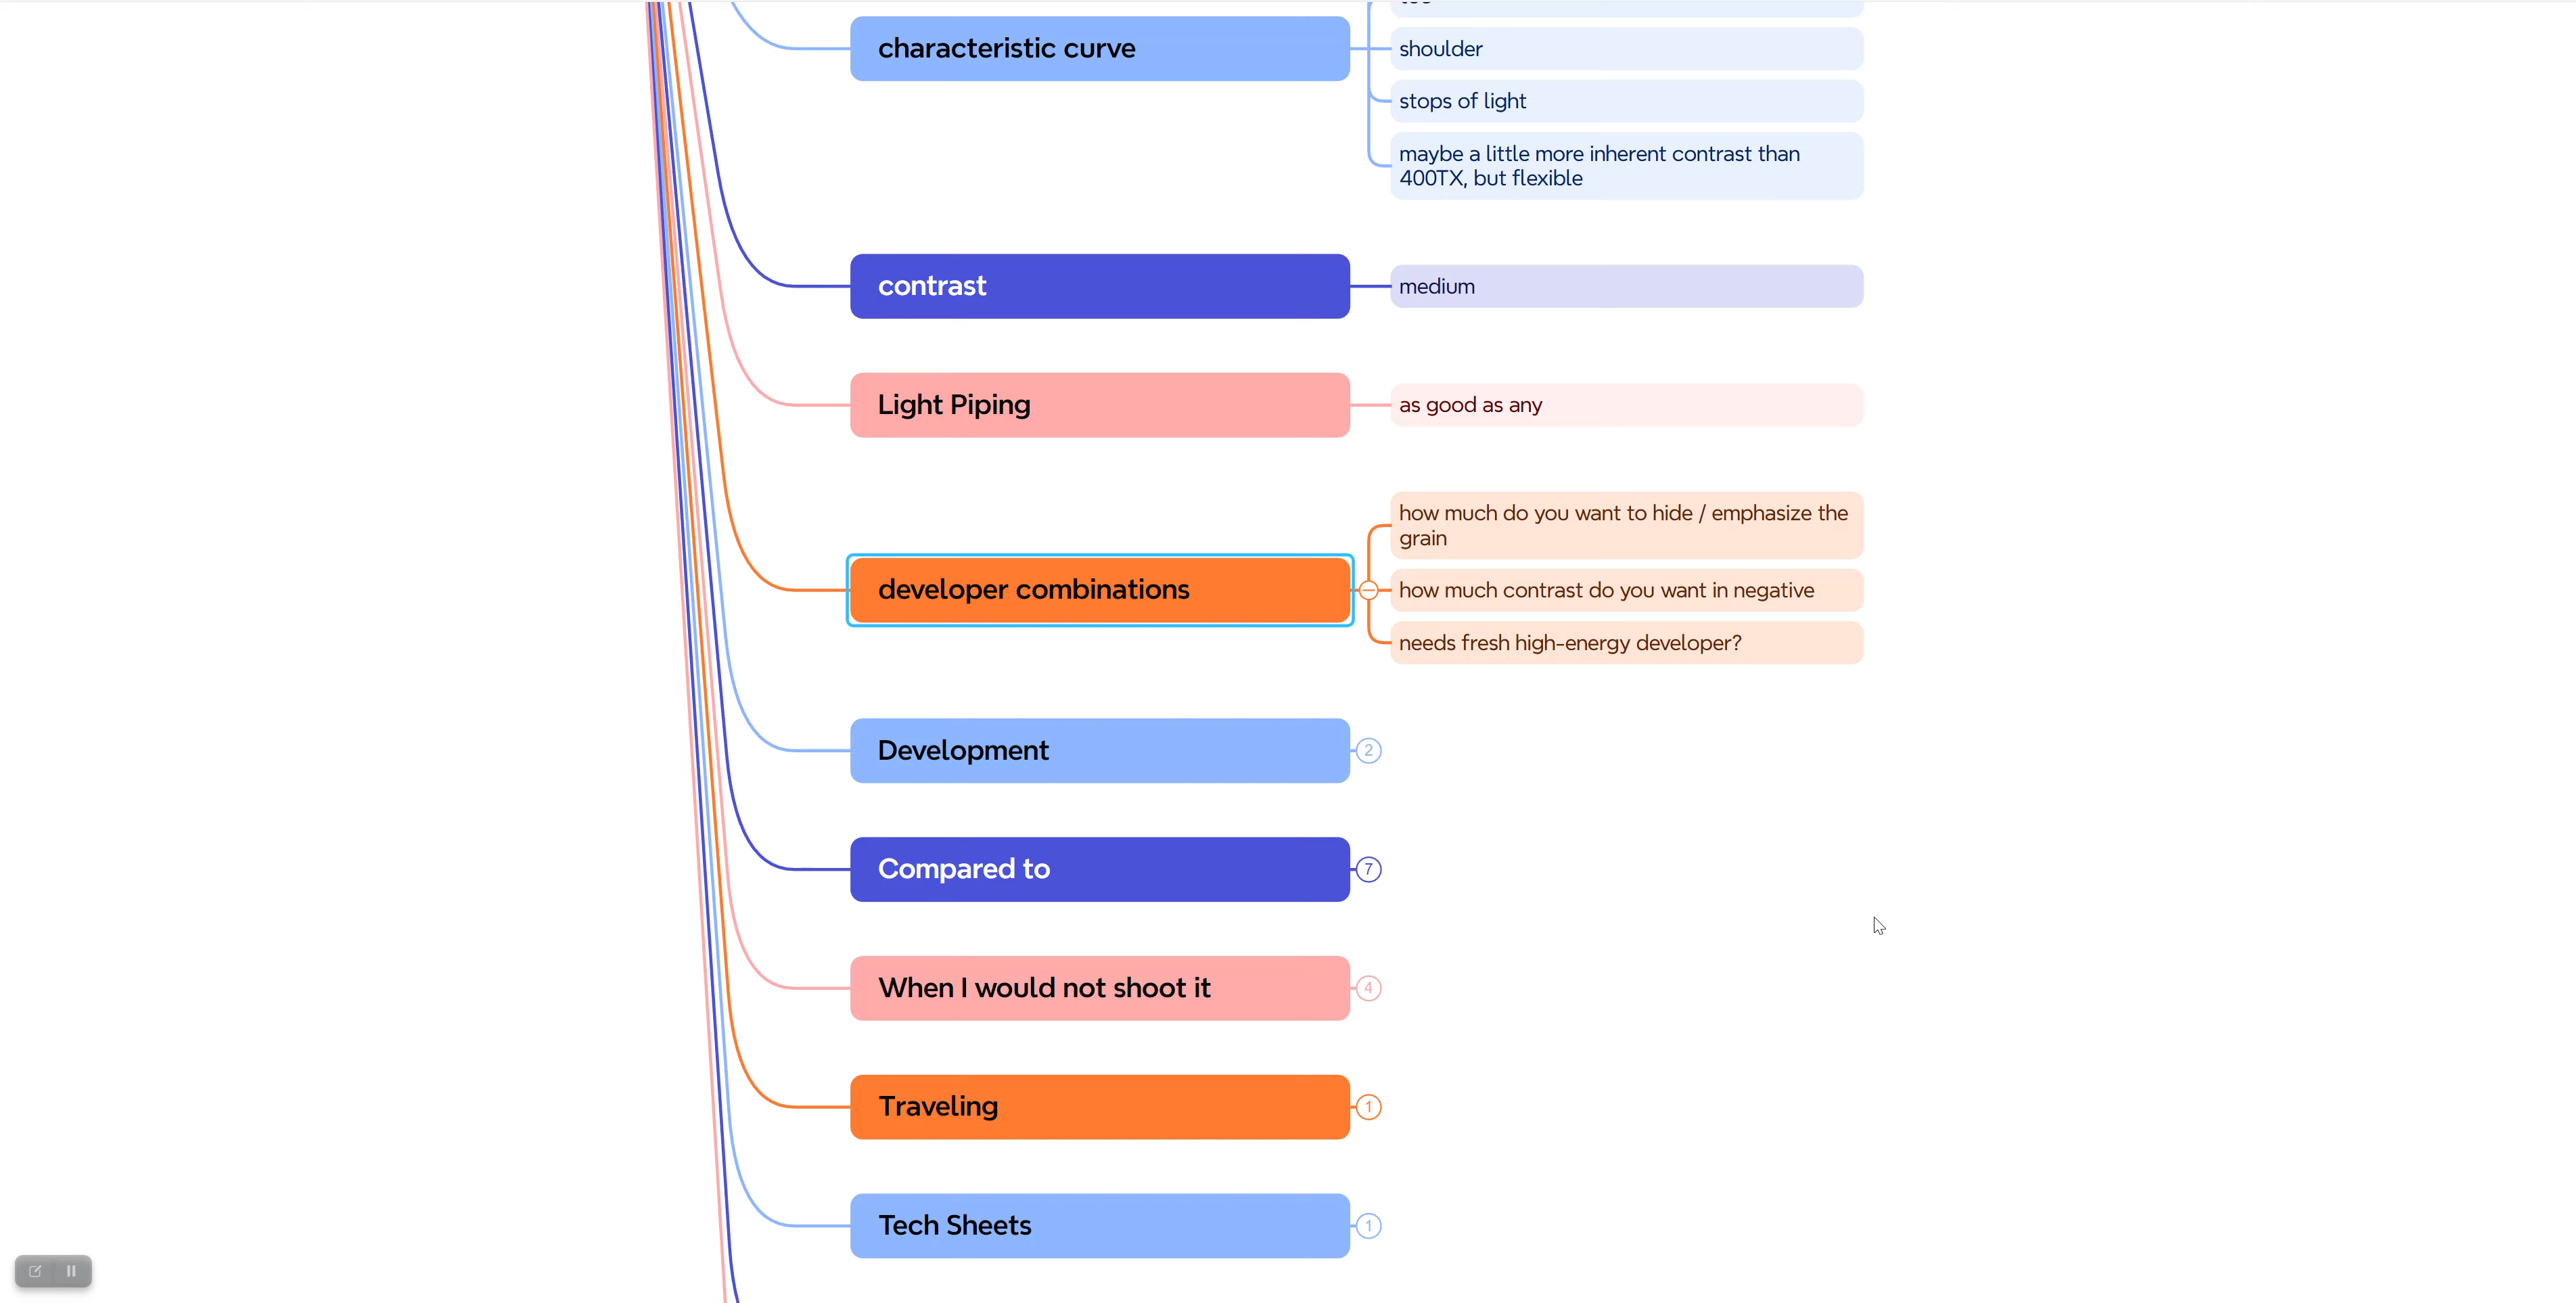 characteristic curve
shoulder
stops of light
maybe a little more inherent contrast than
400TX, but flexible
contrast
medium
Light Piping
as good as any
developer combinations
how much do you want to hide / emphasize the
grain
how much contrast do you want in negative
needs fresh high-energy developer?
Development
2
Compared to
7
When I would not shoot it
4
Traveling
1
Tech Sheets
1